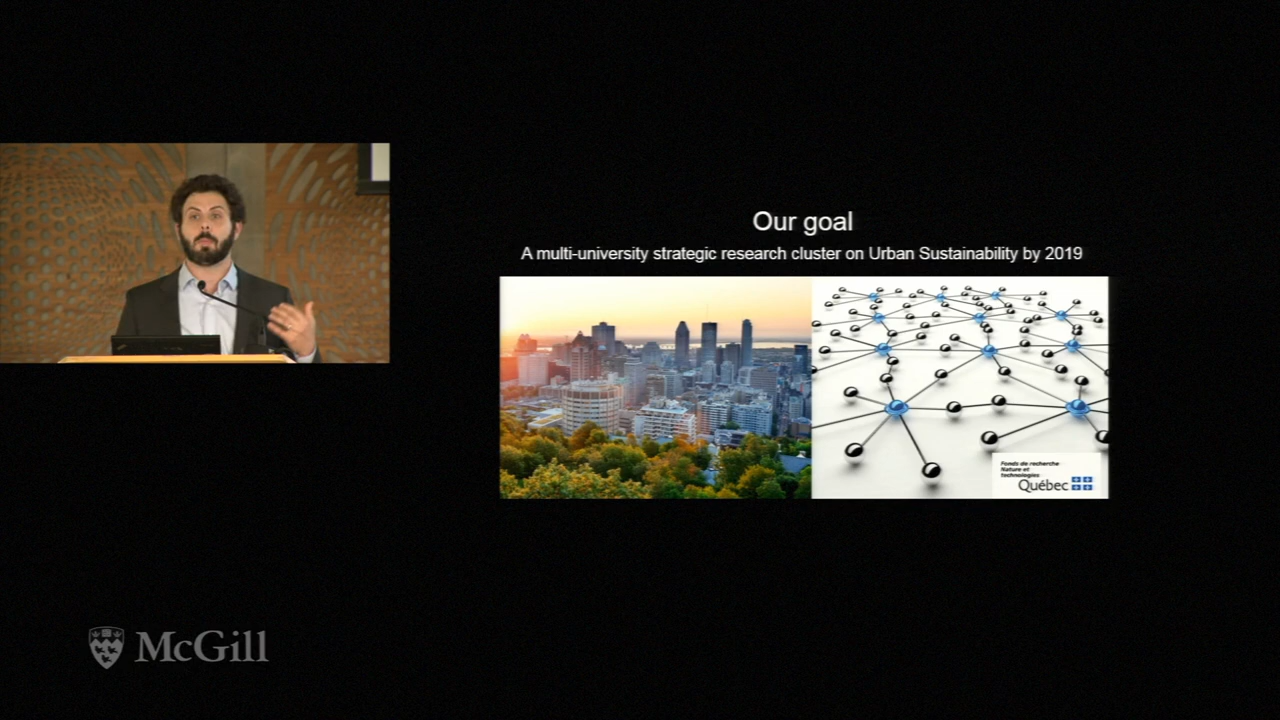 Our goal
A multi-university strategic research cluster on Urban Sustainability by 2019
Fonds de recherche
Nature et
technologies
Québec
McGill